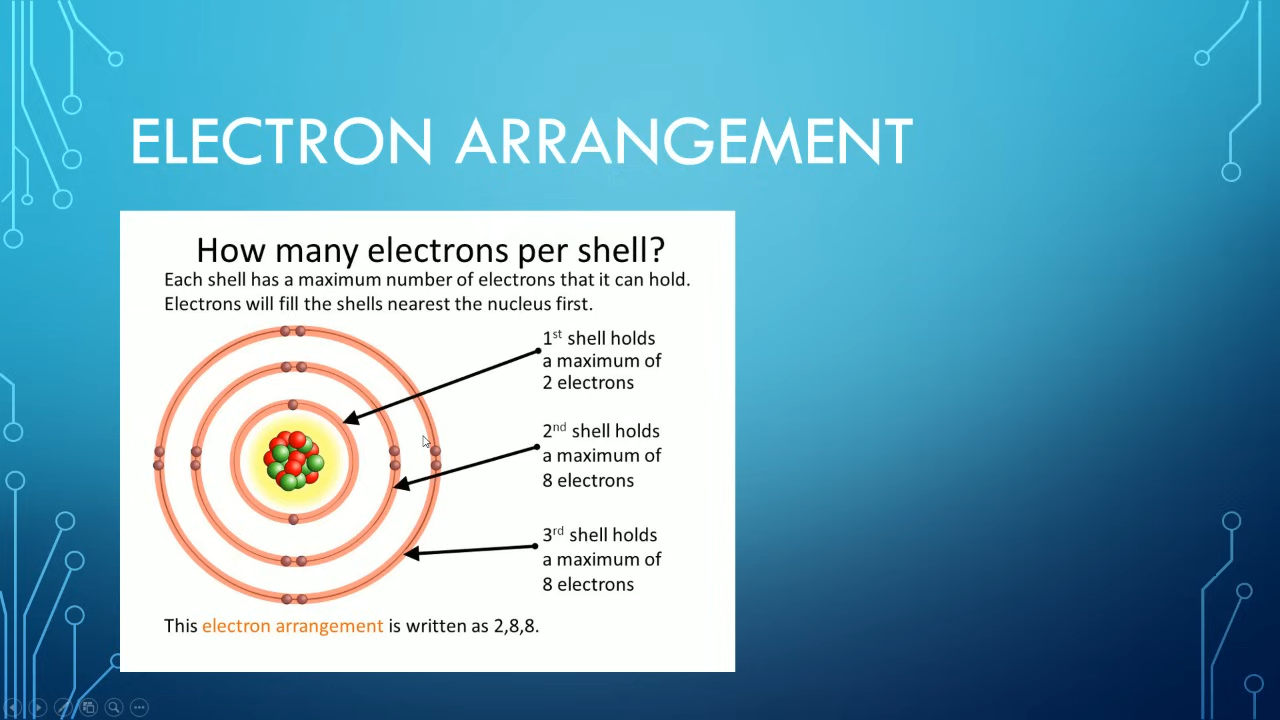 ELECTRON ARRANGEMENT
How many electrons per shell?
Each shell has a maximum number of electrons that it can hold.
Electrons will fill the shells nearest the nucleus first.
1st shell holds
a maximum of
2 electrons
2nd shell holds
a maximum of
8 electrons
3rd shell holds
a maximum of
8 electrons
This electron arrangement is written as 2,8,8.